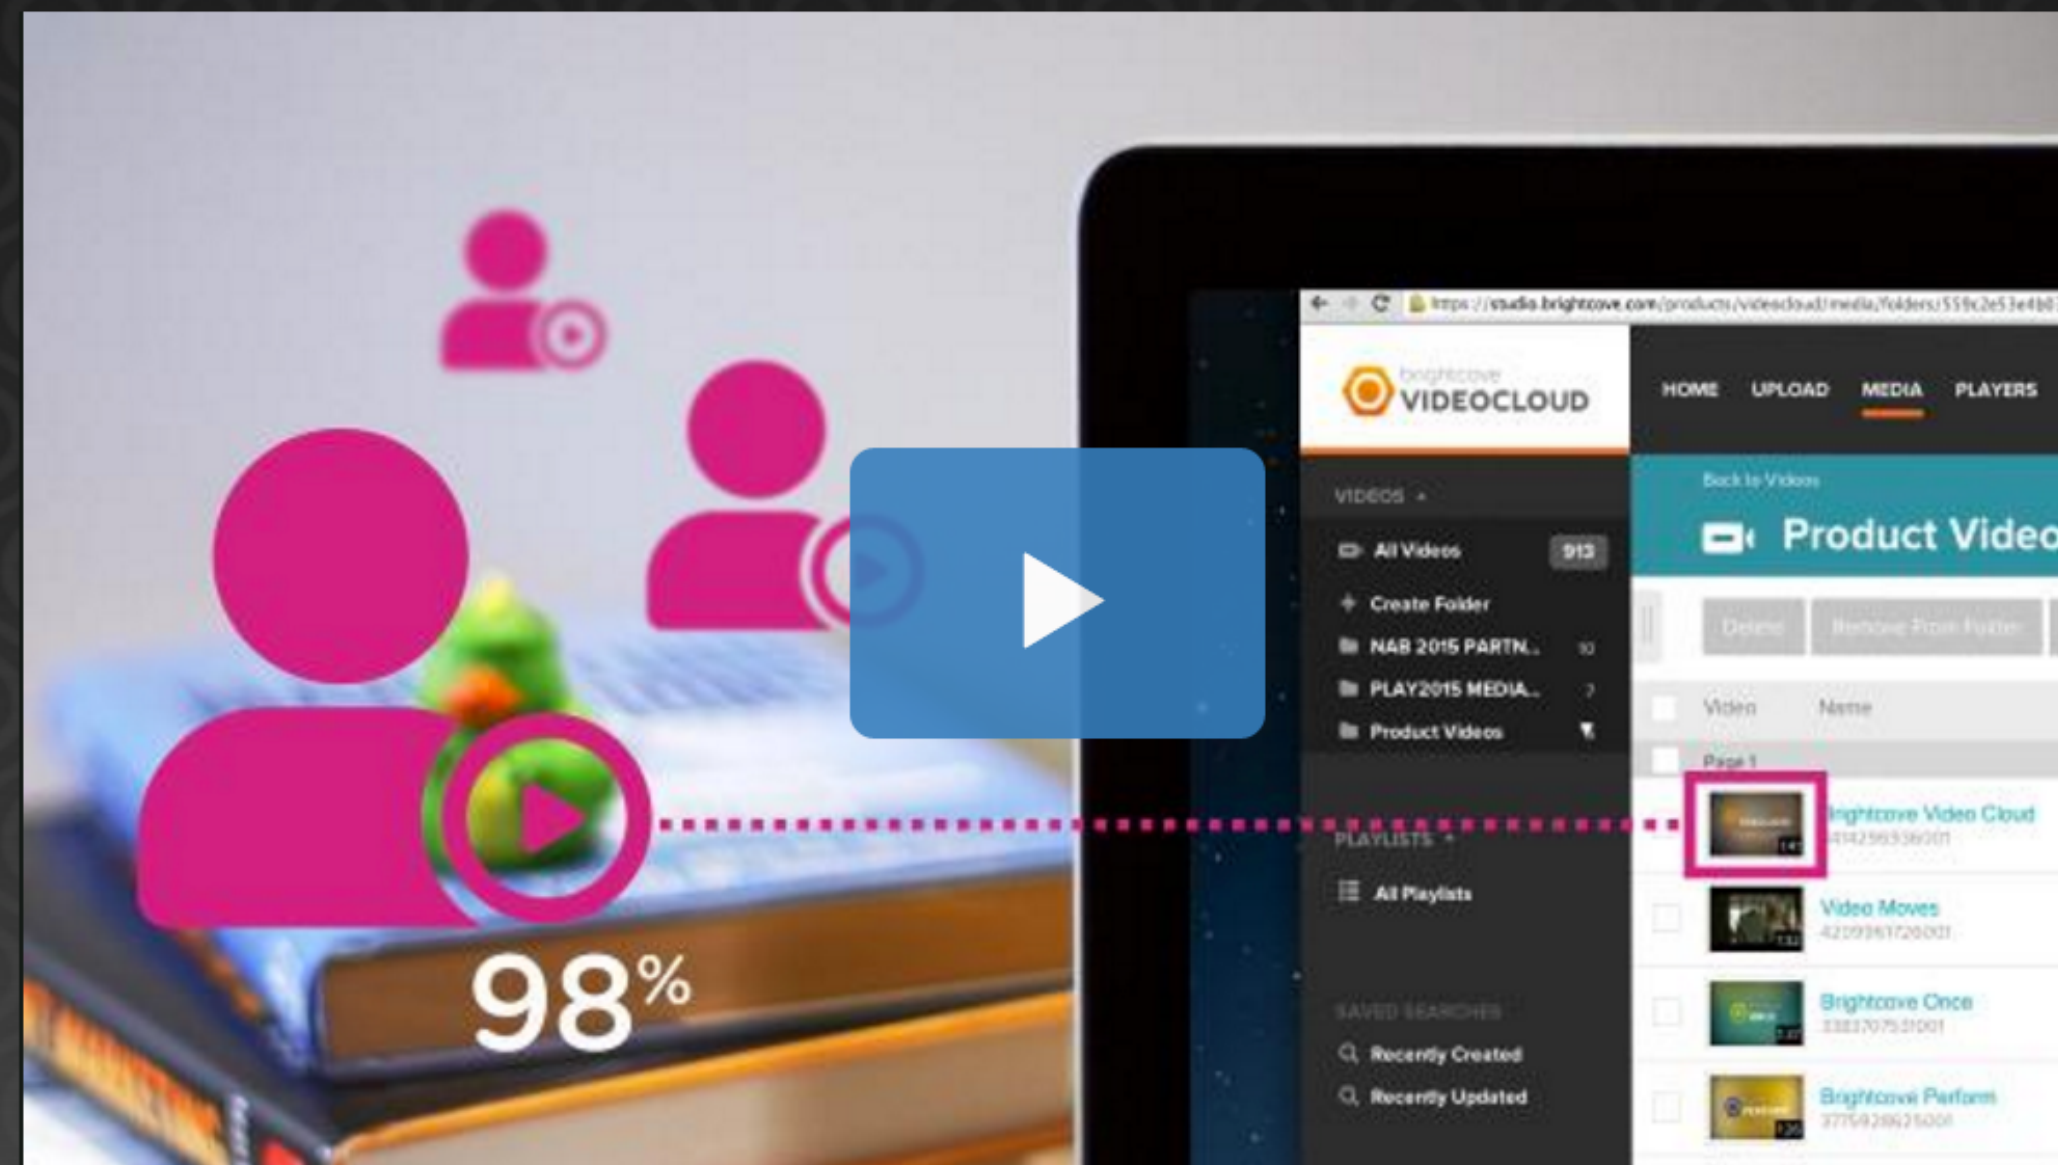 98%
https://studio.brightcove.com/products/videocloud/media/folders/
brightcove
VIDEOCLOUD
HOME UPLOAD MEDIA PLAYERS
VIDEOS
All Videos 913
Create Folder
NAB 2015 PARTN... 10
PLAY2015 MEDIA... 7
Product Videos
PLAYLISTS
All Playlists
SAVED SEARCHES
Recently Created
Recently Updated
Back to Videos
Product Video
Delete Remove From Folder
Video Name
Page 1
Brightcove Video Cloud
Video Moves
Brightcove Once
Brightcove Perform